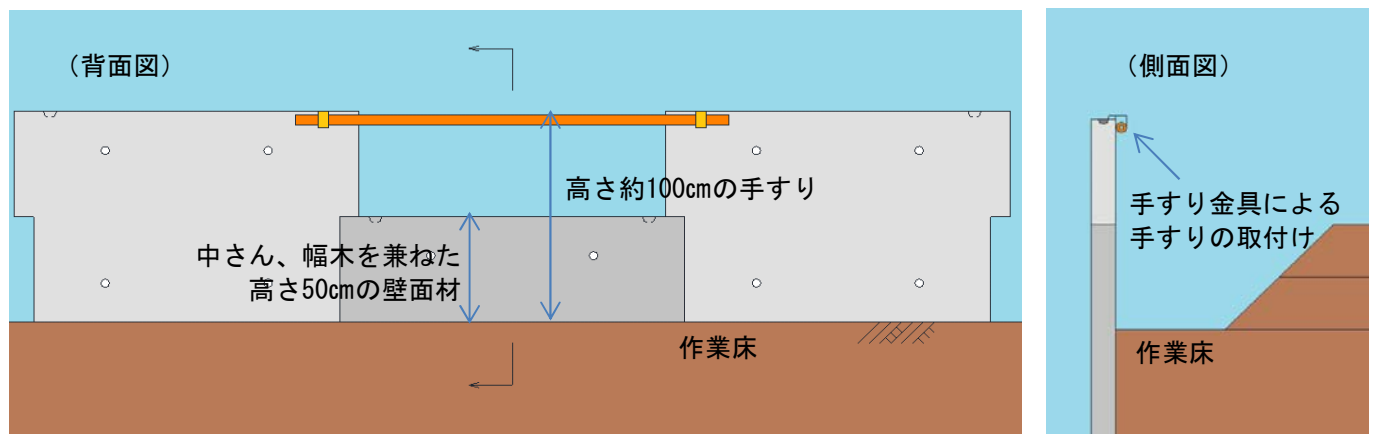 （背面図）
高さ約100㎝の手すり
中さん、幅木を兼ねた
高さ50㎝の壁面材
作業床
（側面図）
手すり金具による
手すりの取付け
作業床